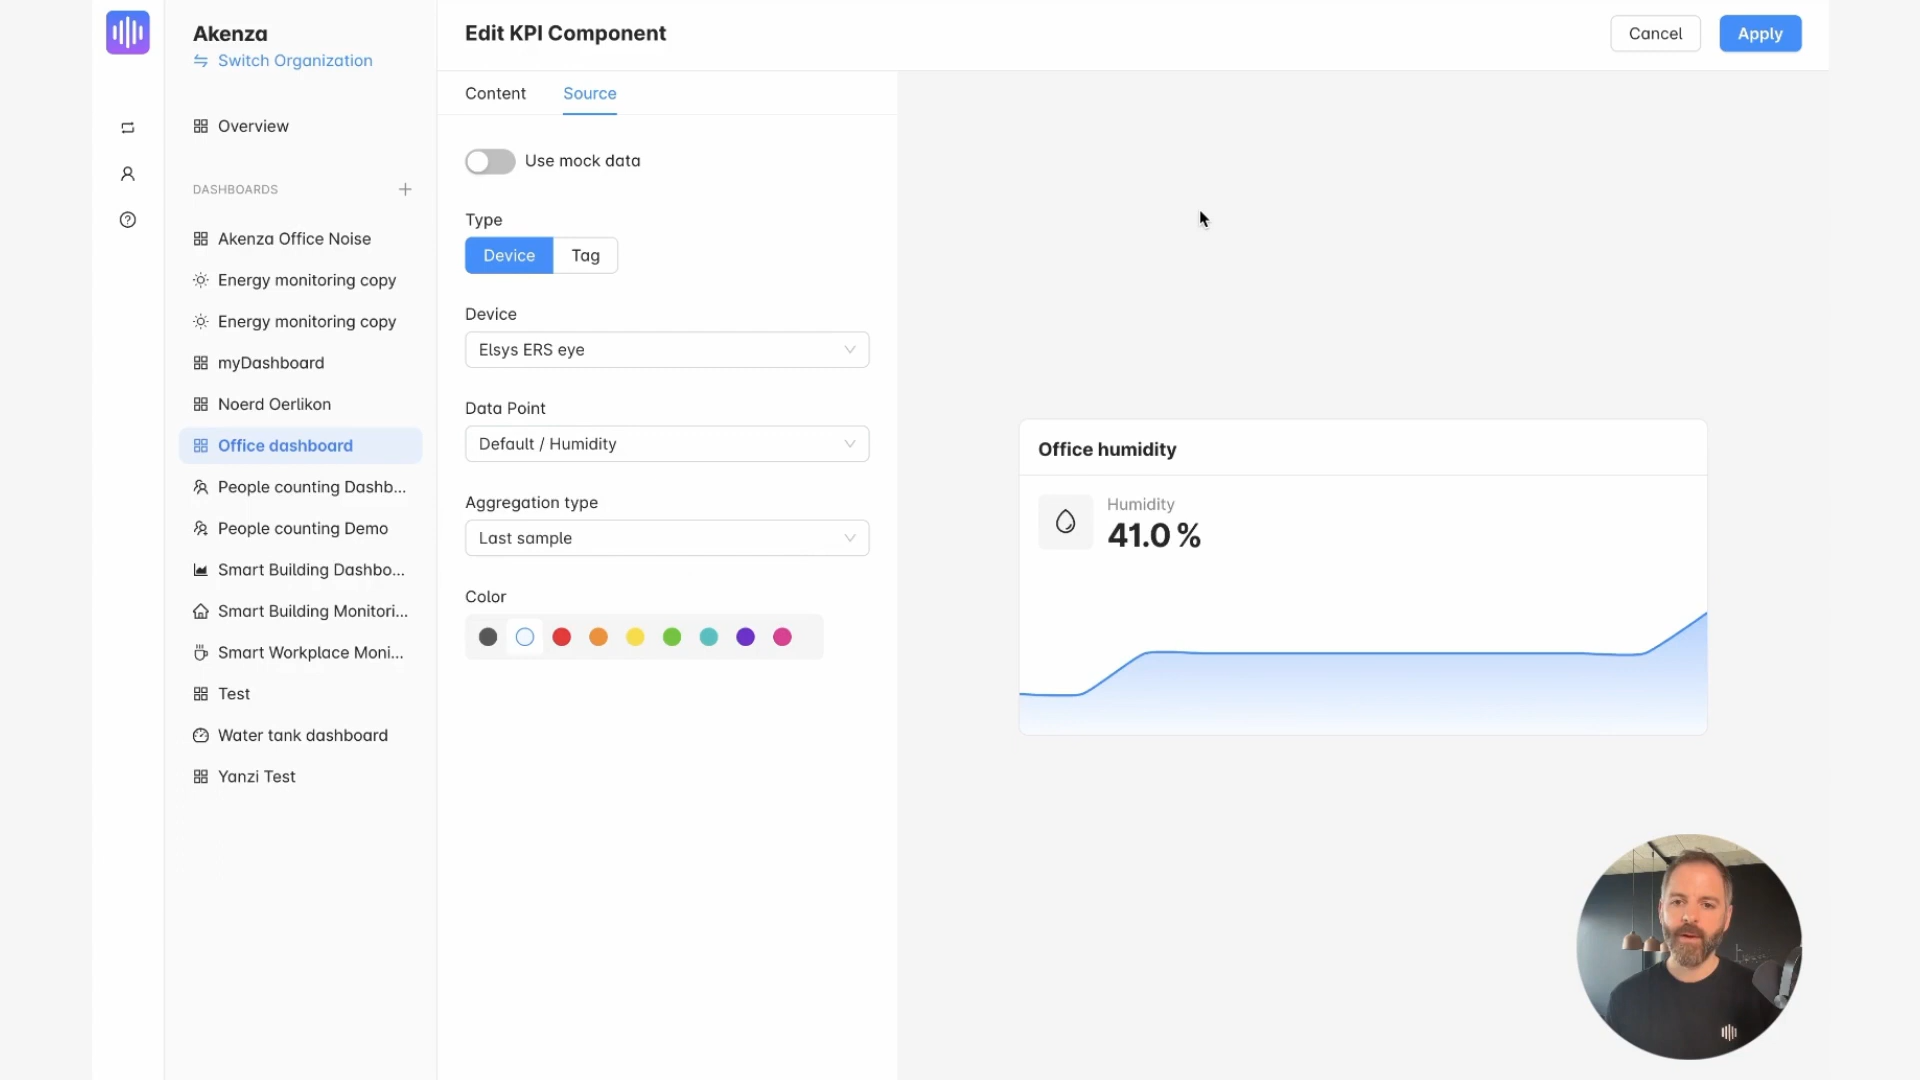 Akenza
Switch Organization
Overview
DASHBOARDS
Akenza Office Noise
Energy monitoring copy
Energy monitoring copy
myDashboard
Noerd Oerlikon
Office dashboard
People counting Dashb...
People counting Demo
Smart Building Dashbo...
Smart Building Monitori...
Smart Workplace Moni...
Test
Water tank dashboard
Yanzi Test
Edit KPI Component
Cancel
Apply
Content
Source
Use mock data
Type
Device
Tag
Device
Elsys ERS eye
Data Point
Default / Humidity
Aggregation type
Last sample
Color
Office humidity
Humidity
41.0 %